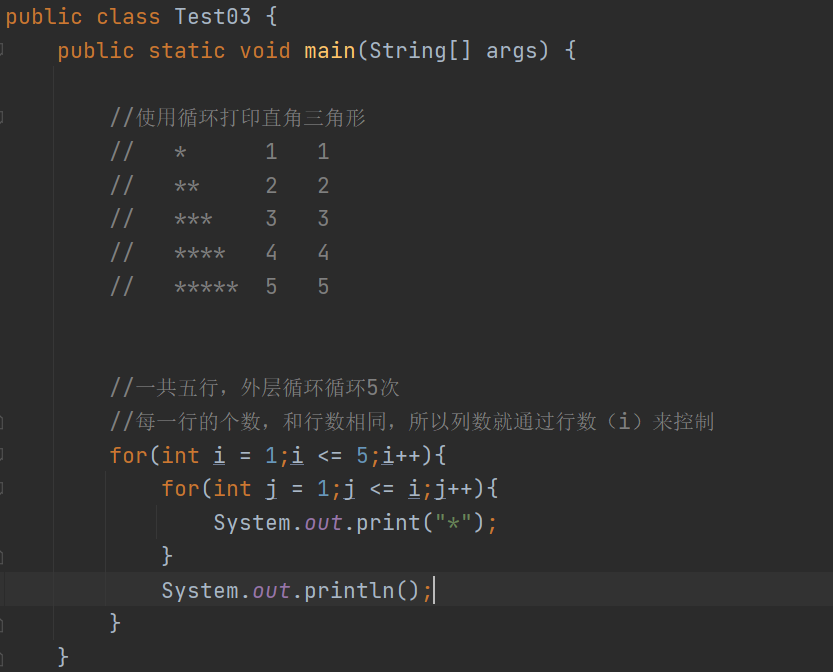 public class Test03 {
    public static void main(String[] args) {
        //使用循环打印直角三角形
        //   *      1   1
        //   **     2   2
        //   ***    3   3
        //   ****   4   4
        //   *****  5   5
        //一共五行，外层循环循环5次
        //每一行的个数，和行数相同，所以列数就通过行数（i）来控制
        for(int i = 1;i <= 5;i++){
            for(int j = 1;j <= i;j++){
                System.out.print("*");
            }
            System.out.println();
        }
    }